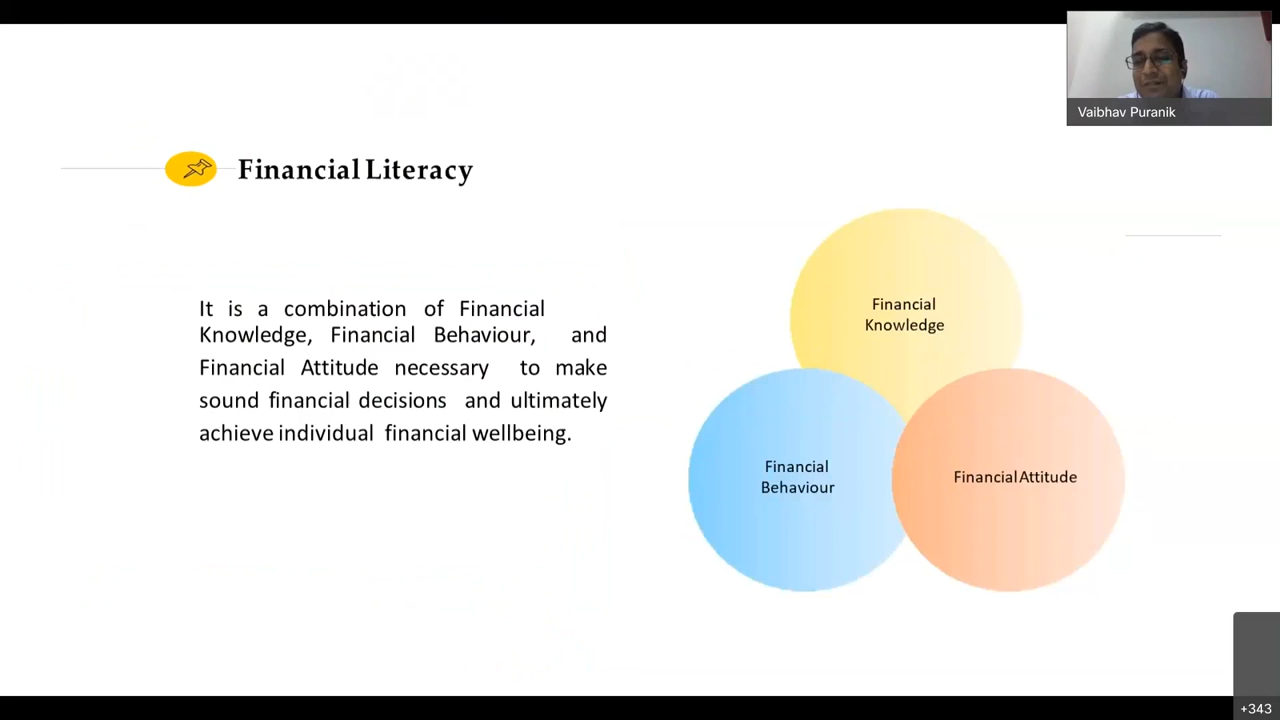 Vaibhav Puranik
Financial Literacy
It is a combination of Financial
Knowledge, Financial Behaviour, and
Financial Attitude necessary to make
sound financial decisions and ultimately
achieve individual financial wellbeing.
Financial
Knowledge
Financial
Behaviour
Financial Attitude
+343